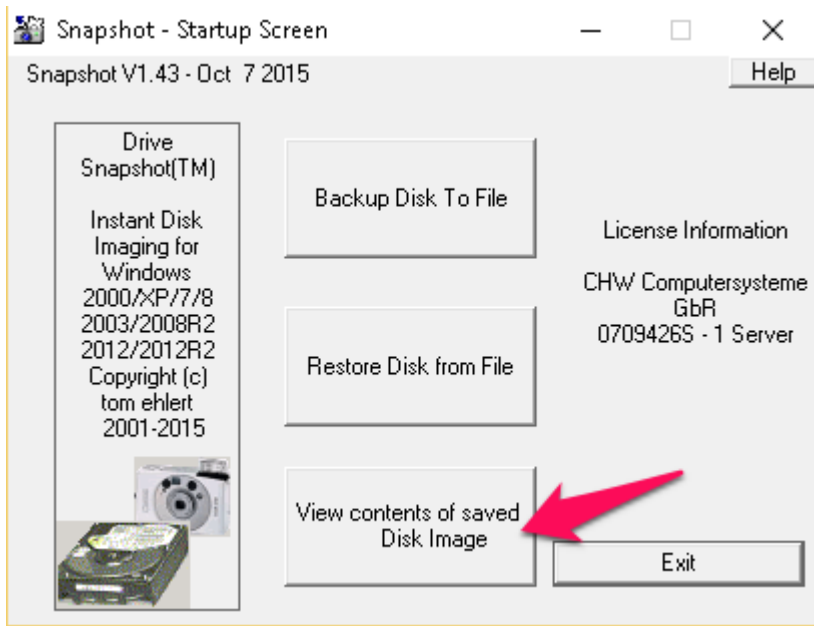 Snapshot - Startup Screen
Snapshot V1.43 - Oct 7 2015
Help
Drive
Snapshot(TM)
Instant Disk
Imaging for
Windows
2000/XP/7/8
2003/2008R2
2012/2012R2
Copyright (c)
tom ehlert
2001-2015
Backup Disk To File
Restore Disk from File
View contents of saved
Disk Image
License Information
CHW Computersysteme
GbR
0709426S - 1 Server
Exit